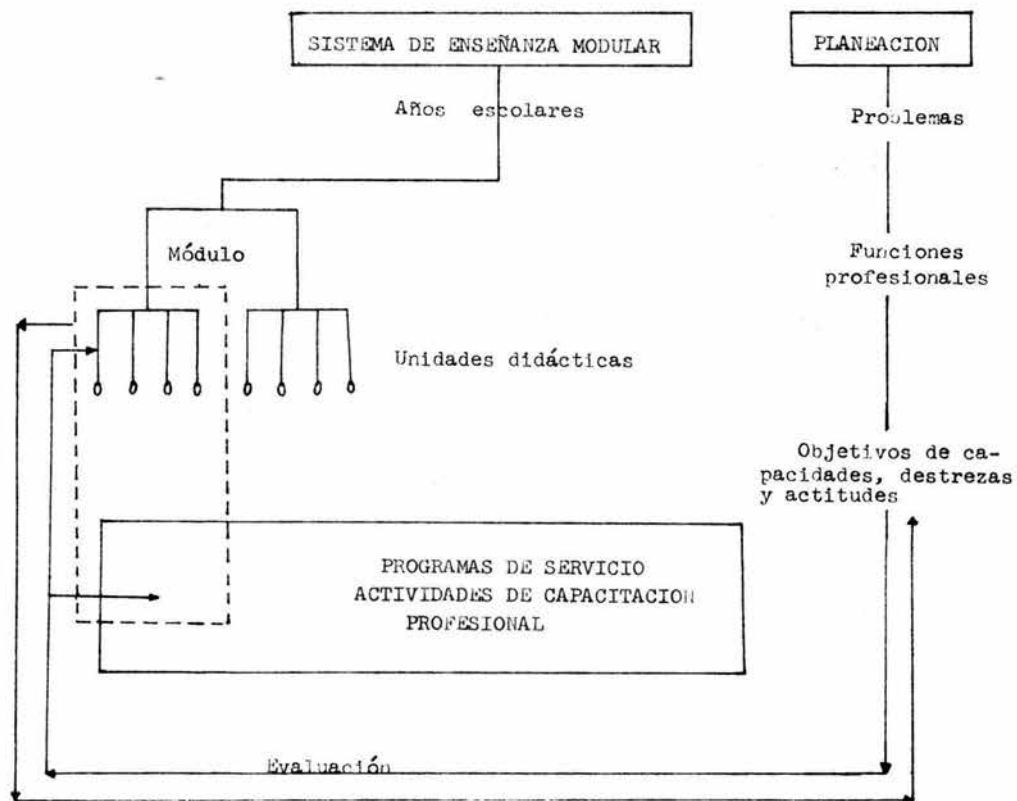 SISTEMA DE ENSEÑANZA MODULAR
PLANEACION
Años escolares
Problemas
Módulo
Funciones
profesionales
Unidades didácticas
Objetivos de ca-
pacidades, destrezas
y actitudes
PROGRAMAS DE SERVICIO
ACTIVIDADES DE CAPACITACION
PROFESIONAL
Evaluación